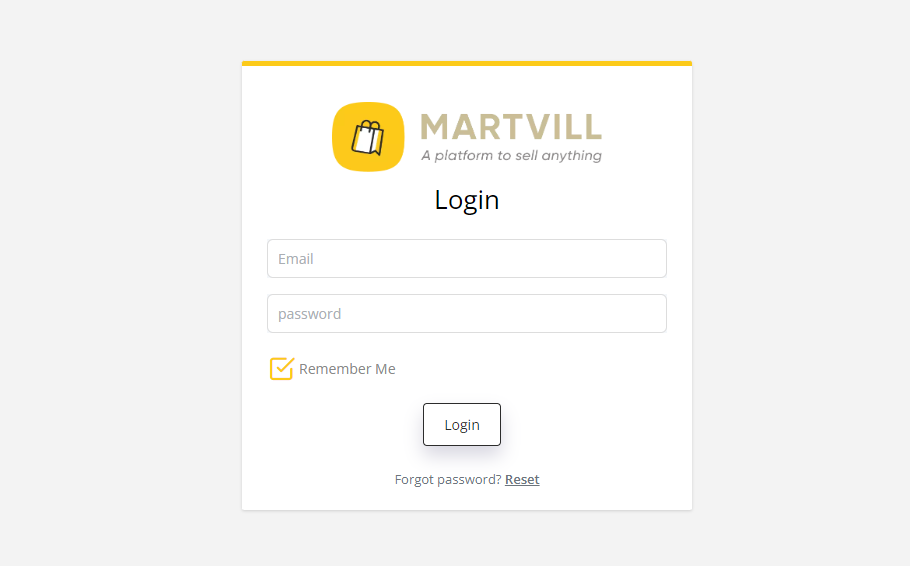 MARTVILL
A platform to sell anything
Login
Email
password
Remember Me
Login
Forgot password? Reset